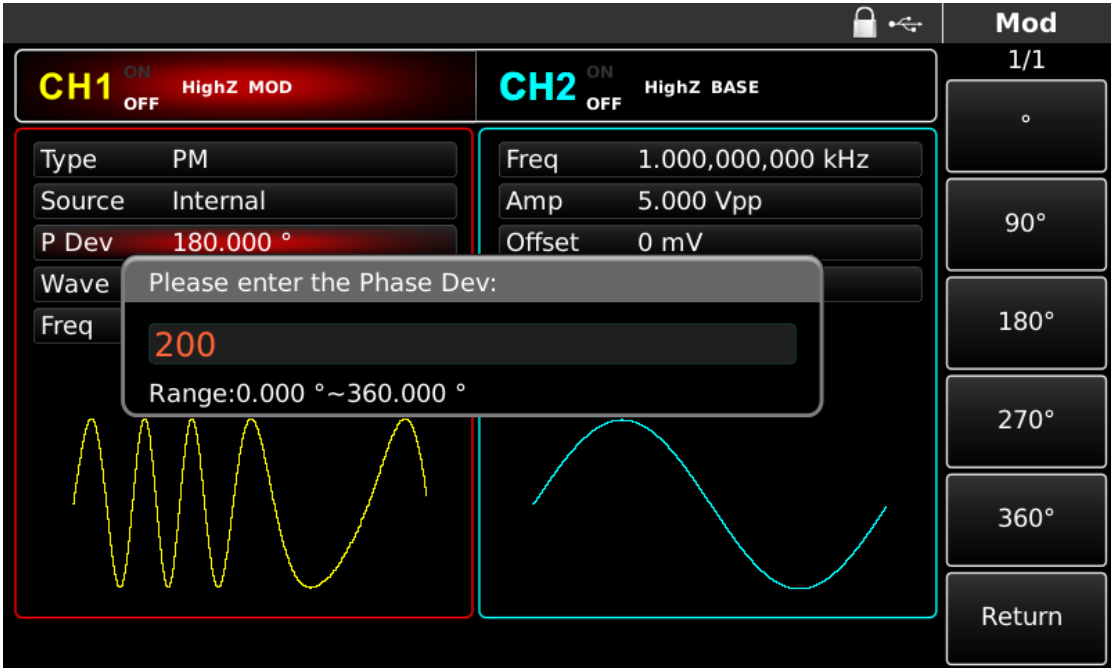 Mod
1/1
CH1 ON OFF HighZ MOD
CH2 ON OFF HighZ BASE
Type PM
Source Internal
P Dev 180.000 °
Wave
Freq
Freq 1.000,000,000 kHz
Amp 5.000 Vpp
Offset 0 mV
Please enter the Phase Dev:
200
Range:0.000 °~360.000 °
°
90°
180°
270°
360°
Return